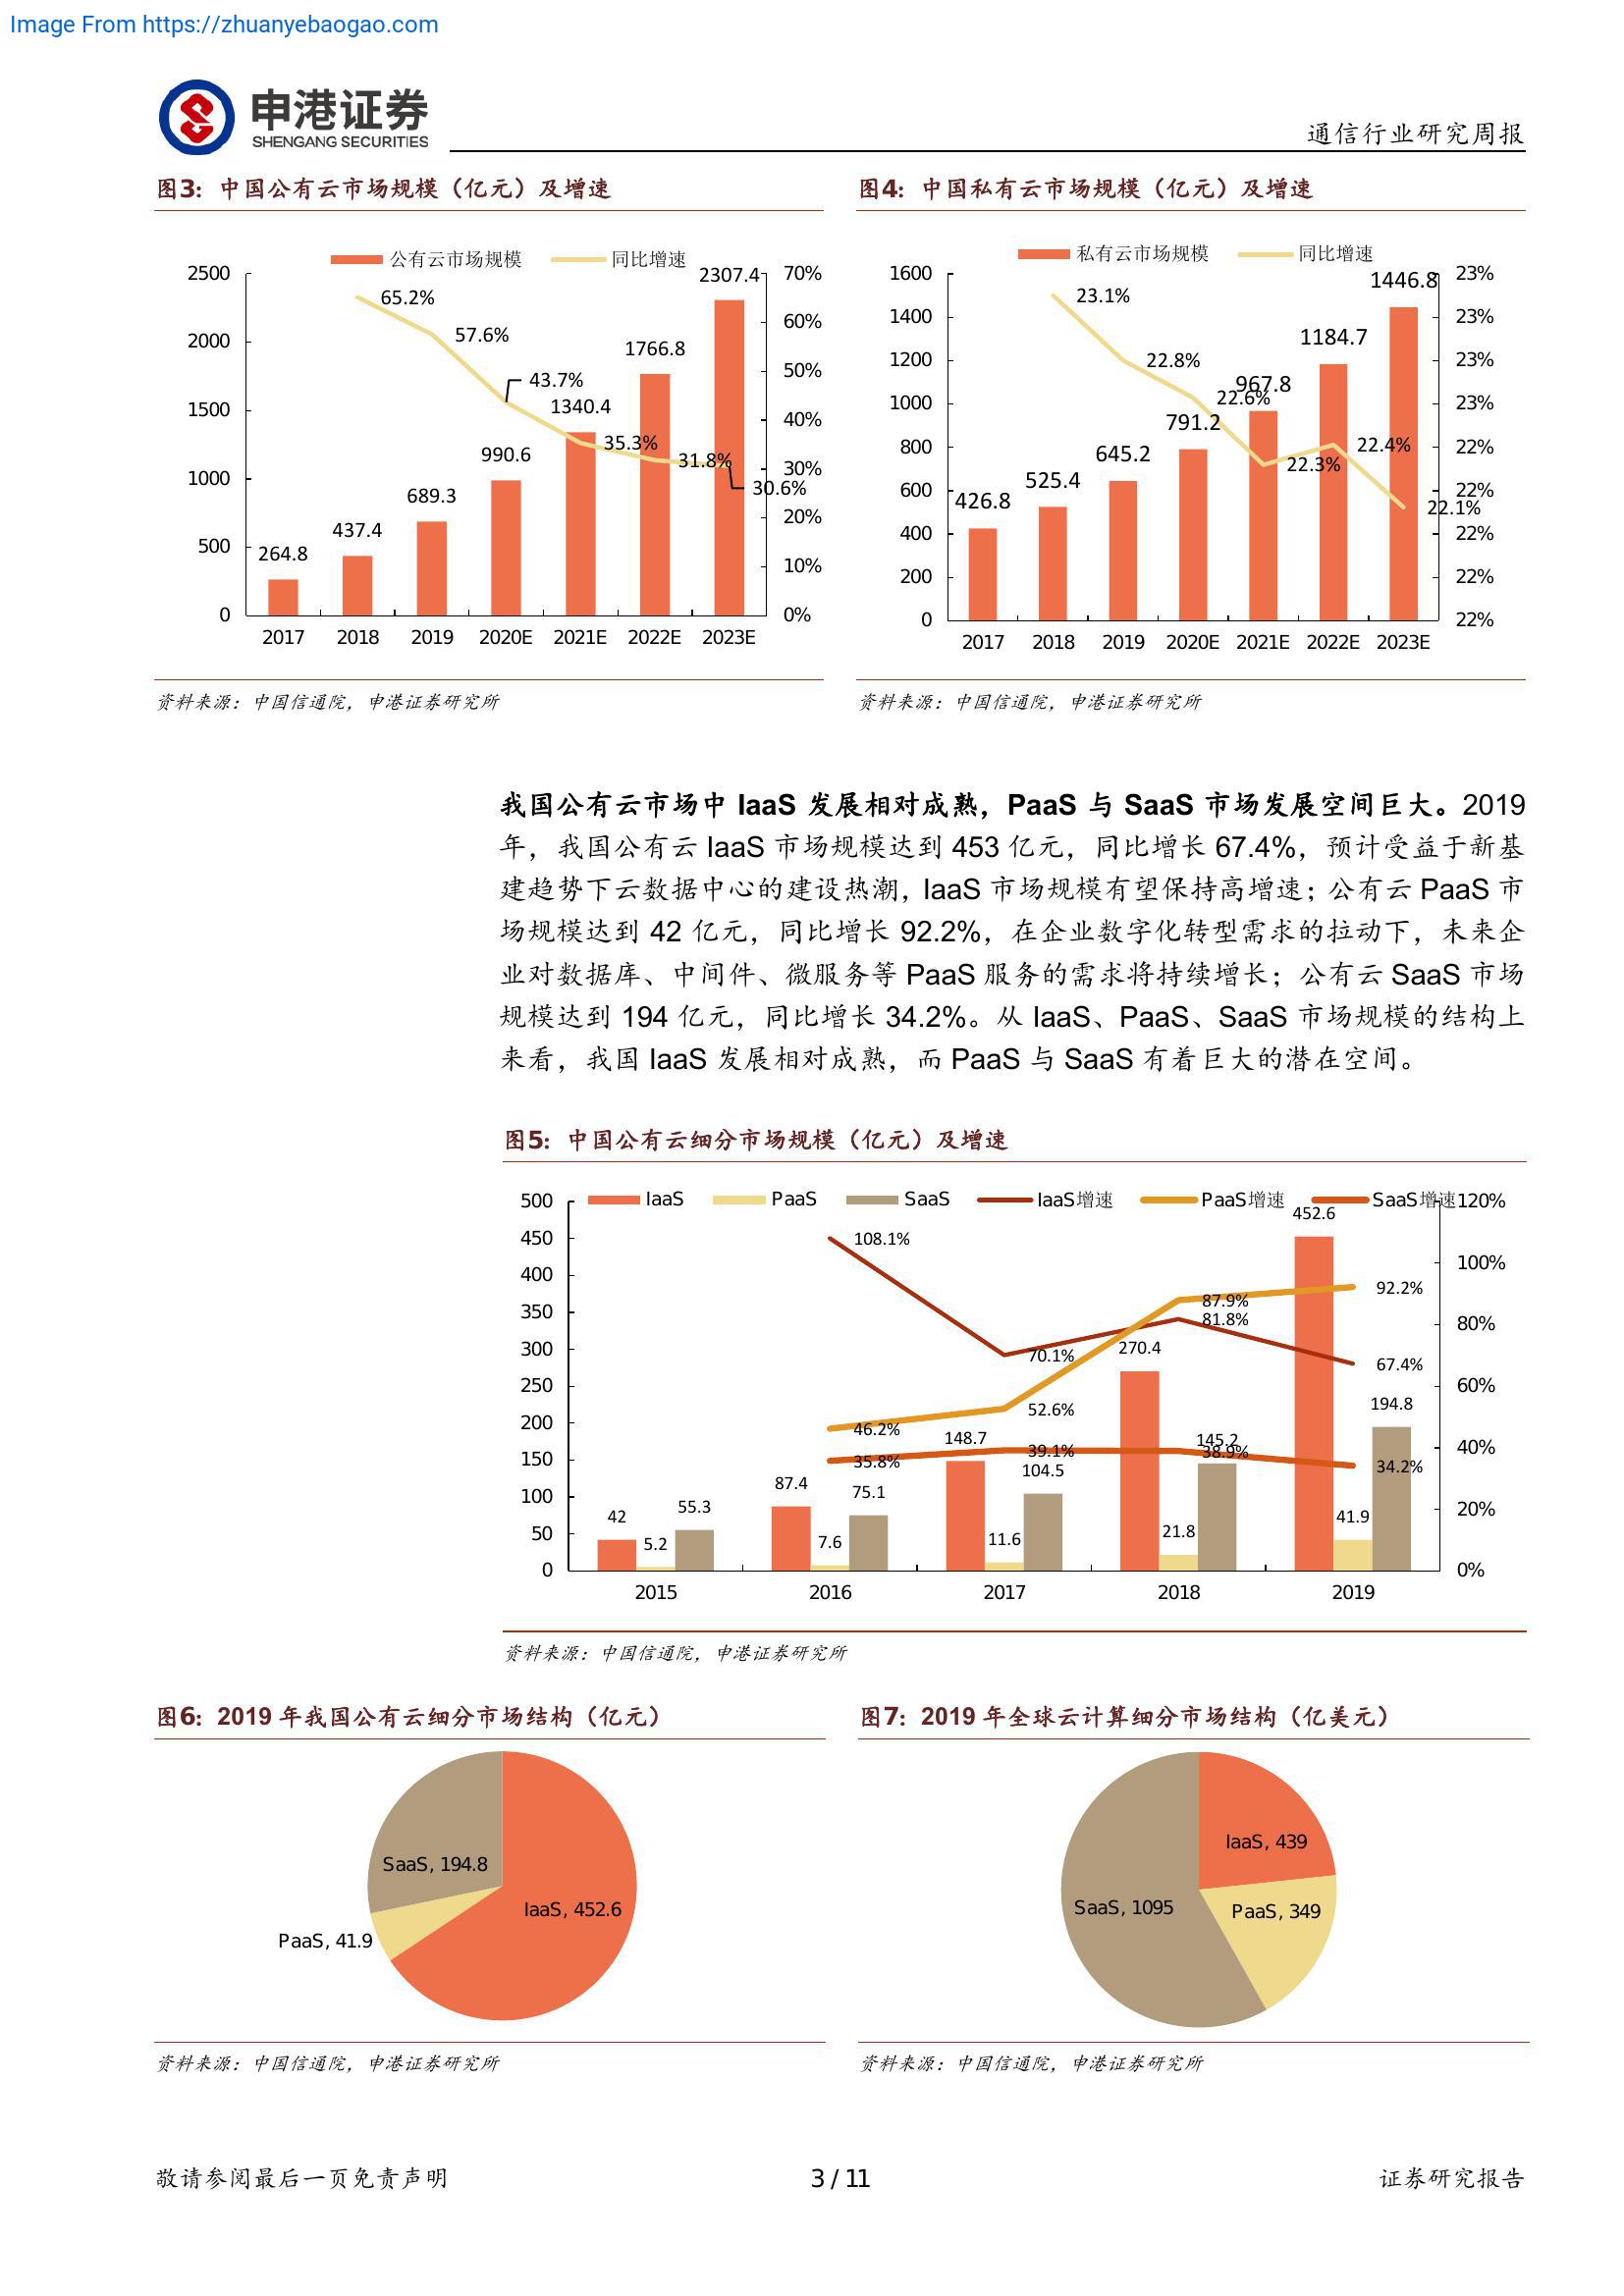 Image From https://zhuanyebaogao.com
申港证券
SHENGANG SECURITIES
通信行业研究周报
图3：中国公有云市场规模（亿元）及增速
公有云市场规模 同比增速
2500
2000
1500
1000
500
0
70%
60%
50%
40%
30%
20%
10%
0%
264.8
437.4
689.3
990.6
1340.4
1766.8
2307.4
65.2%
57.6%
43.7%
35.3%
31.8%
30.6%
2017 2018 2019 2020E 2021E 2022E 2023E
资料来源：中国信通院，申港证券研究所
图4：中国私有云市场规模（亿元）及增速
私有云市场规模 同比增速
1600
1400
1200
1000
800
600
400
200
0
23%
23%
23%
23%
22%
22%
22%
22%
22%
426.8
525.4
645.2
791.2
967.8
1184.7
1446.8
23.1%
22.8%
22.6%
22.3%
22.4%
22.1%
2017 2018 2019 2020E 2021E 2022E 2023E
资料来源：中国信通院，申港证券研究所
我国公有云市场中 IaaS 发展相对成熟，PaaS 与 SaaS 市场发展空间巨大。2019
年，我国公有云 IaaS 市场规模达到 453 亿元，同比增长 67.4%，预计受益于新基
建趋势下云数据中心的建设热潮，IaaS 市场规模有望保持高增速；公有云 PaaS 市
场规模达到 42 亿元，同比增长 92.2%，在企业数字化转型需求的拉动下，未来企
业对数据库、中间件、微服务等 PaaS 服务的需求将持续增长；公有云 SaaS 市场
规模达到 194 亿元，同比增长 34.2%。从 IaaS、PaaS、SaaS 市场规模的结构上
来看，我国 IaaS 发展相对成熟，而 PaaS 与 SaaS 有着巨大的潜在空间。
图5：中国公有云细分市场规模（亿元）及增速
IaaS PaaS SaaS IaaS增速 PaaS增速 SaaS增速
500
450
400
350
300
250
200
150
100
50
0
120%
100%
80%
60%
40%
20%
0%
42
5.2
55.3
87.4
7.6
75.1
148.7
11.6
104.5
270.4
21.8
145.2
452.6
41.9
194.8
108.1%
70.1%
81.8%
67.4%
46.2%
52.6%
87.9%
92.2%
35.8%
39.1%
38.9%
34.2%
2015 2016 2017 2018 2019
资料来源：中国信通院，申港证券研究所
图6：2019 年我国公有云细分市场结构（亿元）
SaaS, 194.8
IaaS, 452.6
PaaS, 41.9
资料来源：中国信通院，申港证券研究所
图7：2019 年全球云计算细分市场结构（亿美元）
IaaS, 439
SaaS, 1095
PaaS, 349
资料来源：中国信通院，申港证券研究所
敬请参阅最后一页免责声明
3 / 11
证券研究报告